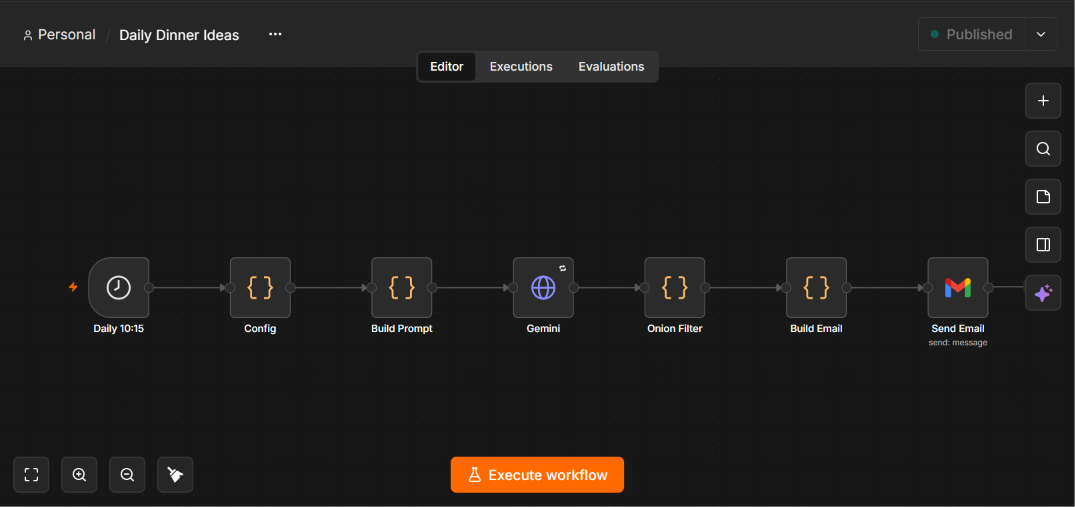 Personal / Daily Dinner Ideas ...
Published
Editor Executions Evaluations
{ } { } { } { }
Daily 10:15 Config Build Prompt Gemini Onion Filter Build Email Send Email
send: message
Execute workflow